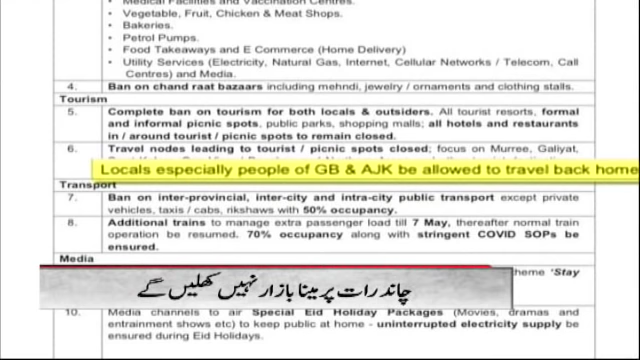 Medical Facilities and Vaccination Centres.
• Vegetable, Fruit, Chicken & Meat Shops.
• Bakeries.
• Petrol Pumps.
• Food Takeaways and E Commerce (Home Delivery)
• Utility Services (Electricity, Natural Gas, Internet, Cellular Networks / Telecom, Call
Centres) and Media.
4. Ban on chand raat bazaars including mehndi, jewelry / ornaments and clothing stalls.
Tourism
5. Complete ban on tourism for both locals & outsiders. All tourist resorts, formal
and informal picnic spots, public parks, shopping malls; all hotels and restaurants
in / around tourist / picnic spots to remain closed.
6. Travel nodes leading to tourist / picnic spots closed; focus on Murree, Galiyat,
Locals especially people of GB & AJK be allowed to travel back home
Transport
7. Ban on inter-provincial, inter-city and intra-city public transport except private
vehicles, taxis / cabs, rikshaws with 50% occupancy.
8. Additional trains to manage extra passenger load till 7 May, thereafter normal train
operation be resumed. 70% occupancy along with stringent COVID SOPs be
ensured.
Media
theme ‘Stay
چاند رات پر مینا بازار نہیں کھلیں گے
10. Media channels to air Special Eid Holiday Packages (Movies, dramas and
entrainment shows etc) to keep public at home - uninterrupted electricity supply be
ensured during Eid Holidays.